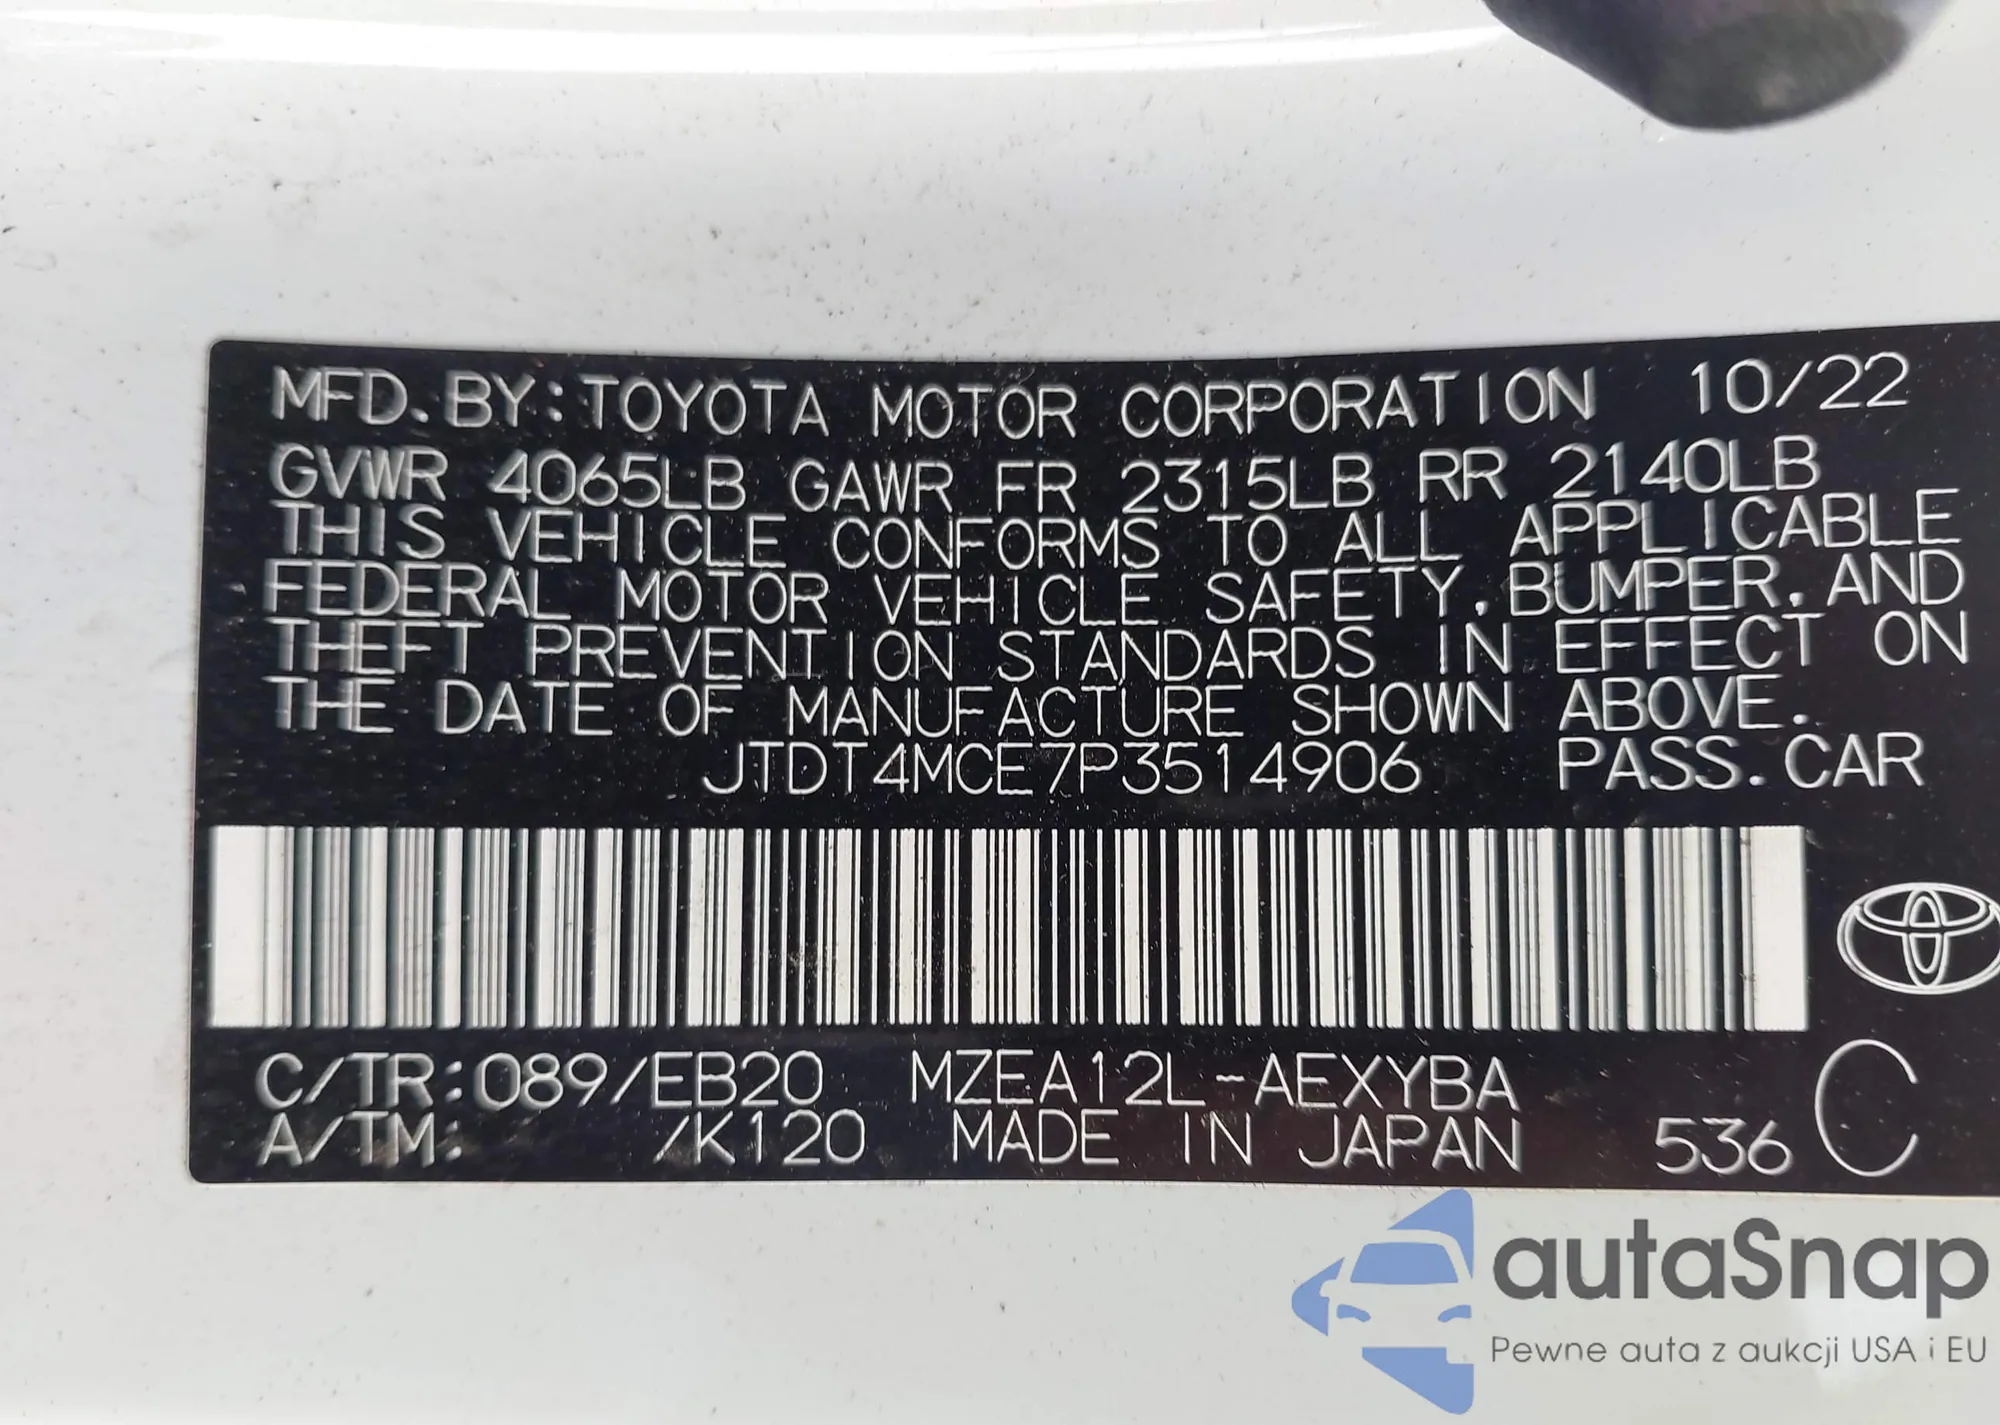 MFD. BY: TOYOTA MOTOR CORPORATION 10/22
GVWR 4065LB GAWR FR 2315LB RR 2140LB
THIS VEHICLE CONFORMS TO ALL APPLICABLE
FEDERAL MOTOR VEHICLE SAFETY, BUMPER, AND
THEFT PREVENTION STANDARDS IN EFFECT ON
THE DATE OF MANUFACTURE SHOWN ABOVE.
JTDT4MCE7P3514906 PASS. CAR
C/TR: 089/EB20 MZEA12L-AEXYBA
A/TM: /K120 MADE IN JAPAN 536 C
autaSnap
Pewne auta z aukcji USA i EU